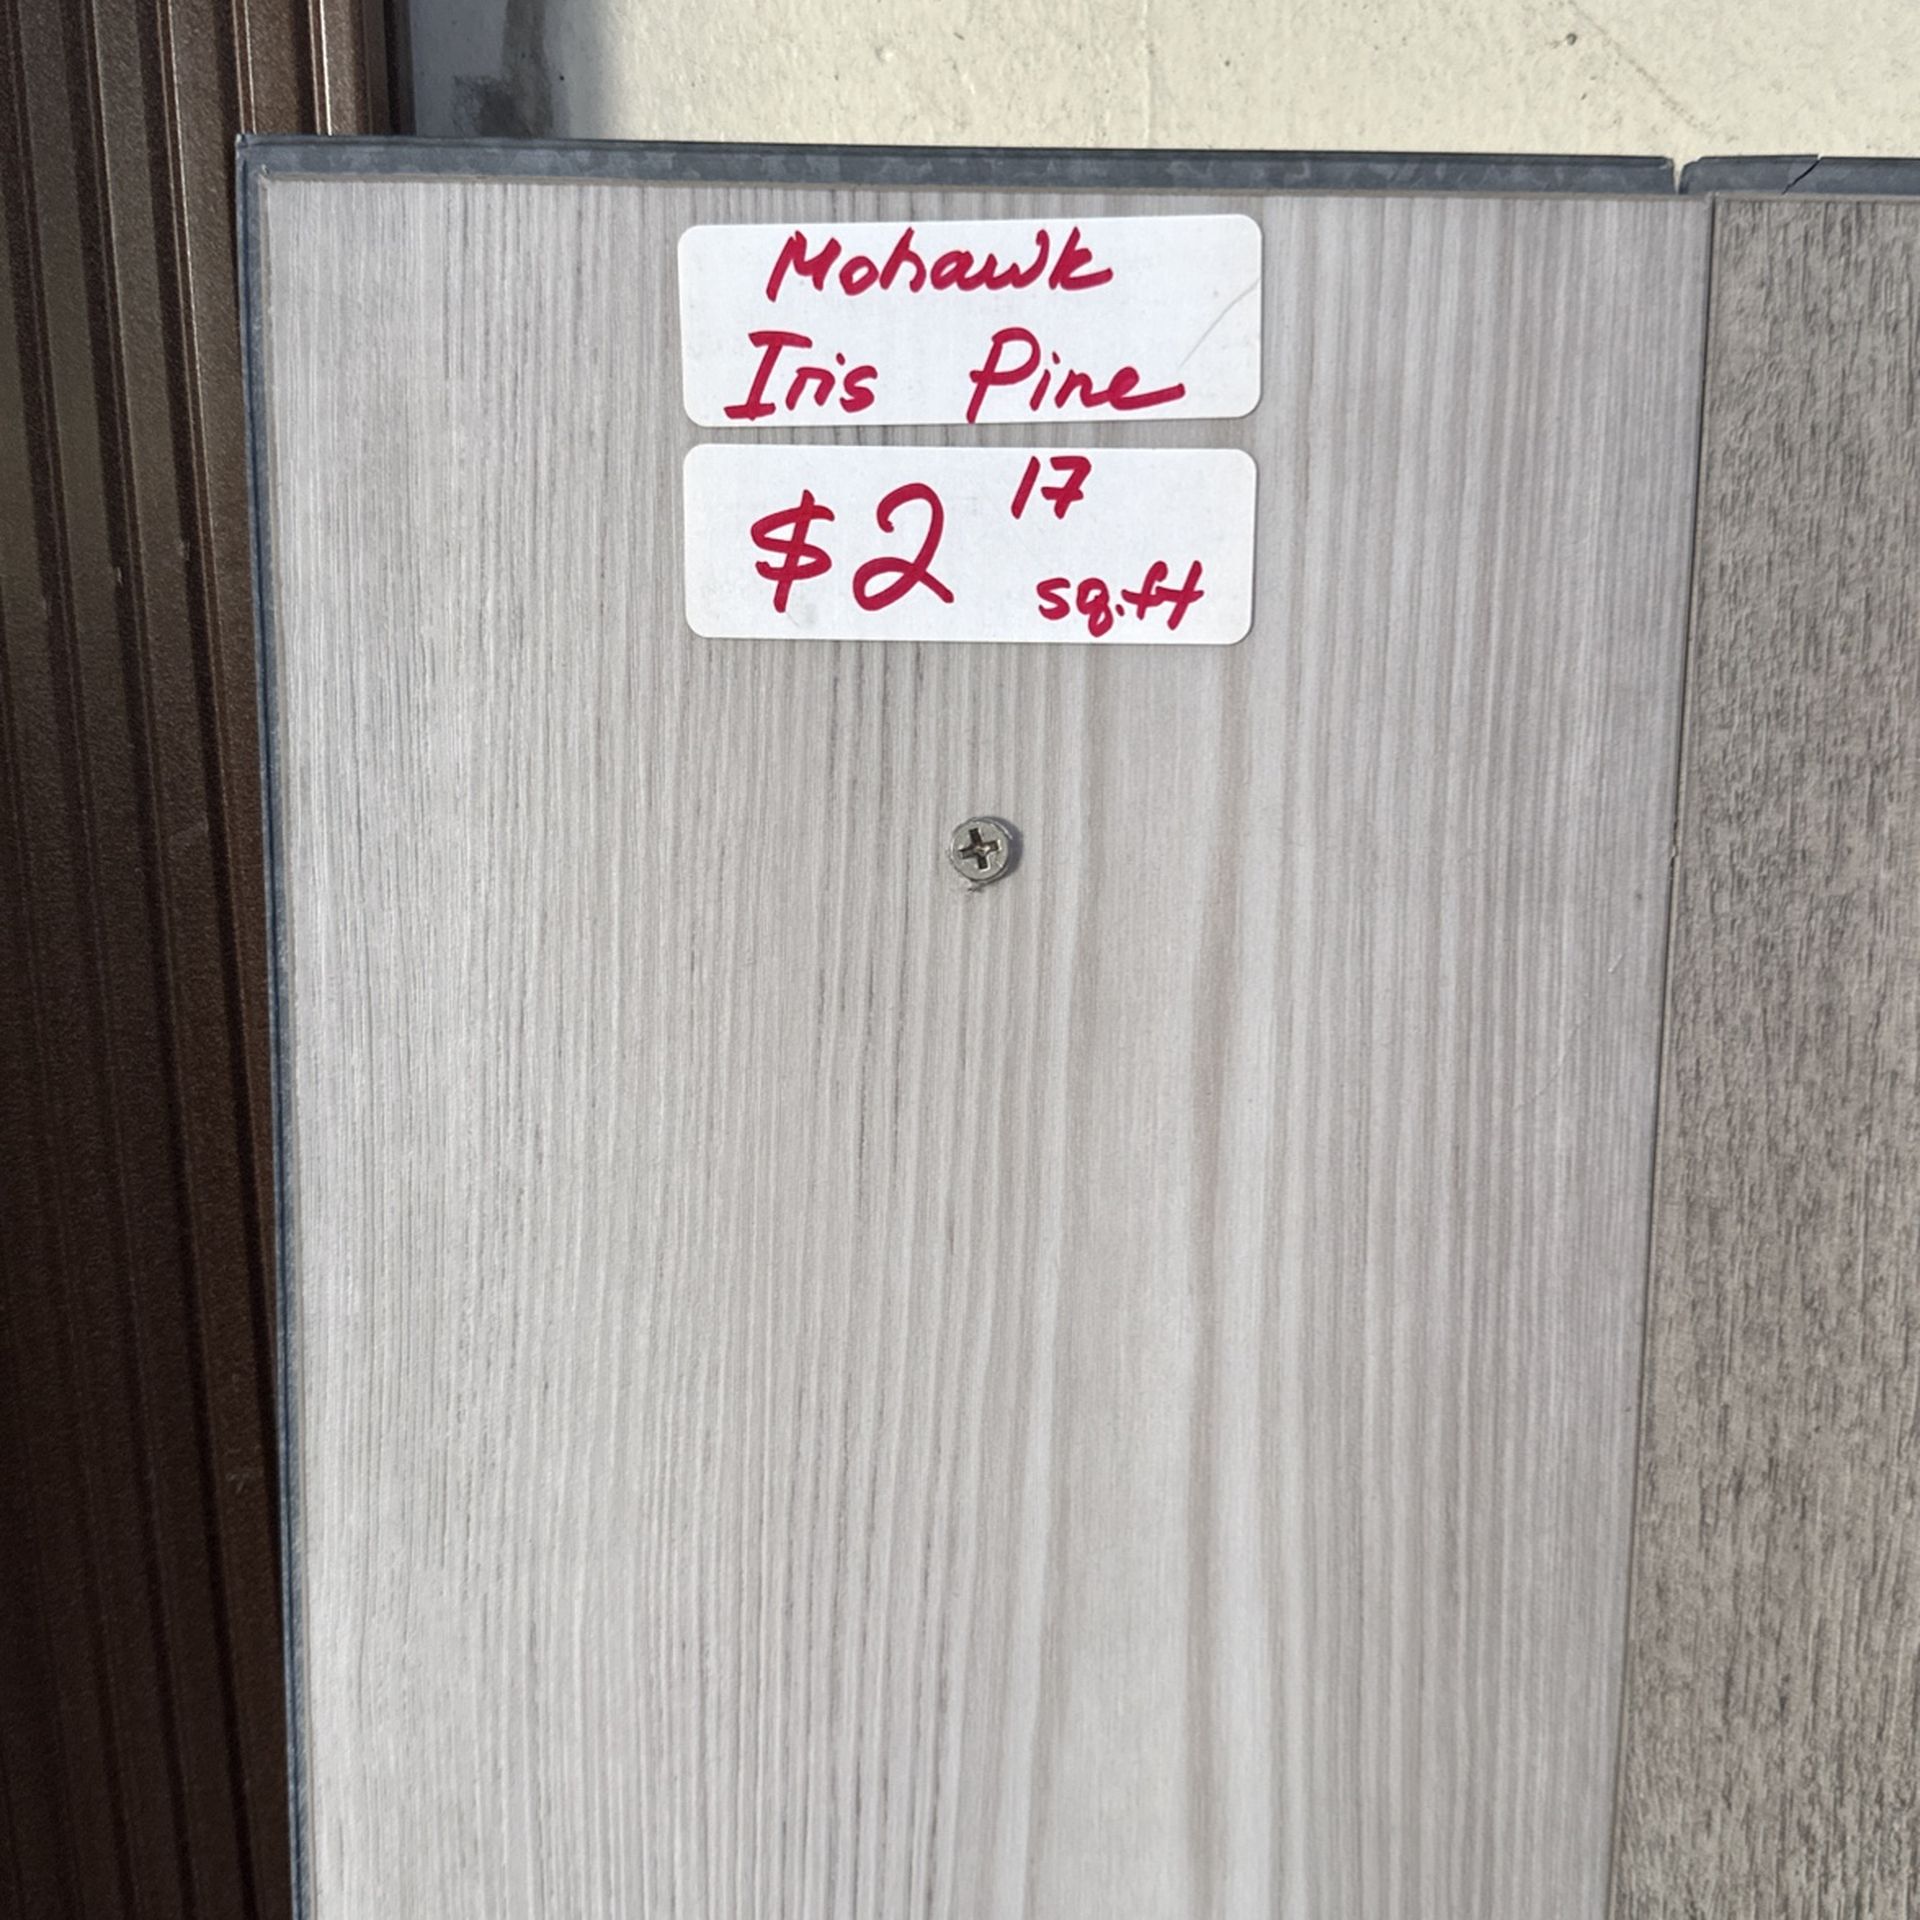 Mohawk
Iris Pine
$2 17
sq.ft